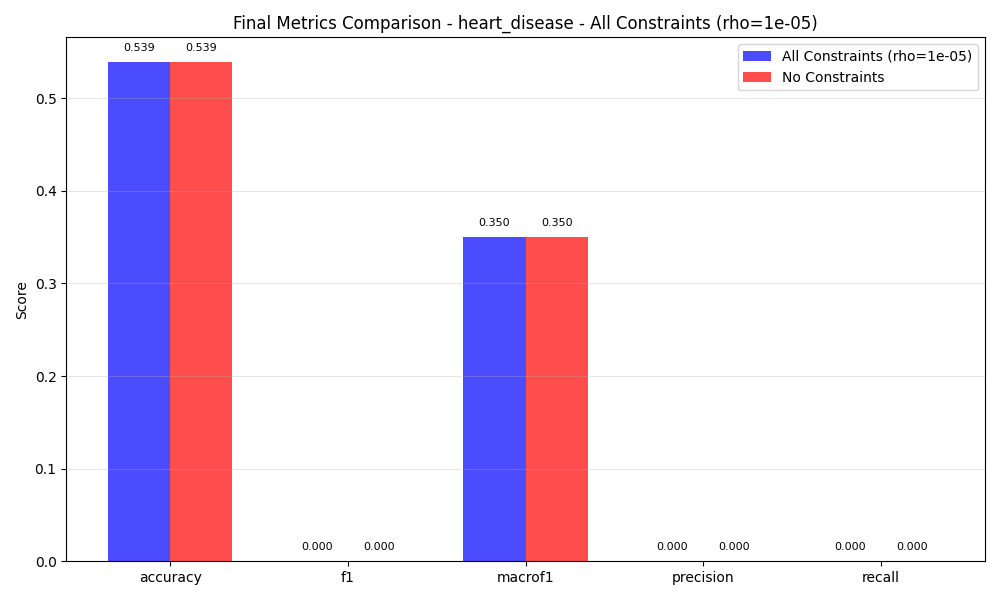 Final Metrics Comparison - heart_disease - All Constraints (rho=1e-05)
All Constraints (rho=1e-05)
No Constraints
Score
0.5
0.4
0.3
0.2
0.1
0.0
0.539 0.539
0.000 0.000
0.350 0.350
0.000 0.000
0.000 0.000
accuracy f1 macrof1 precision recall